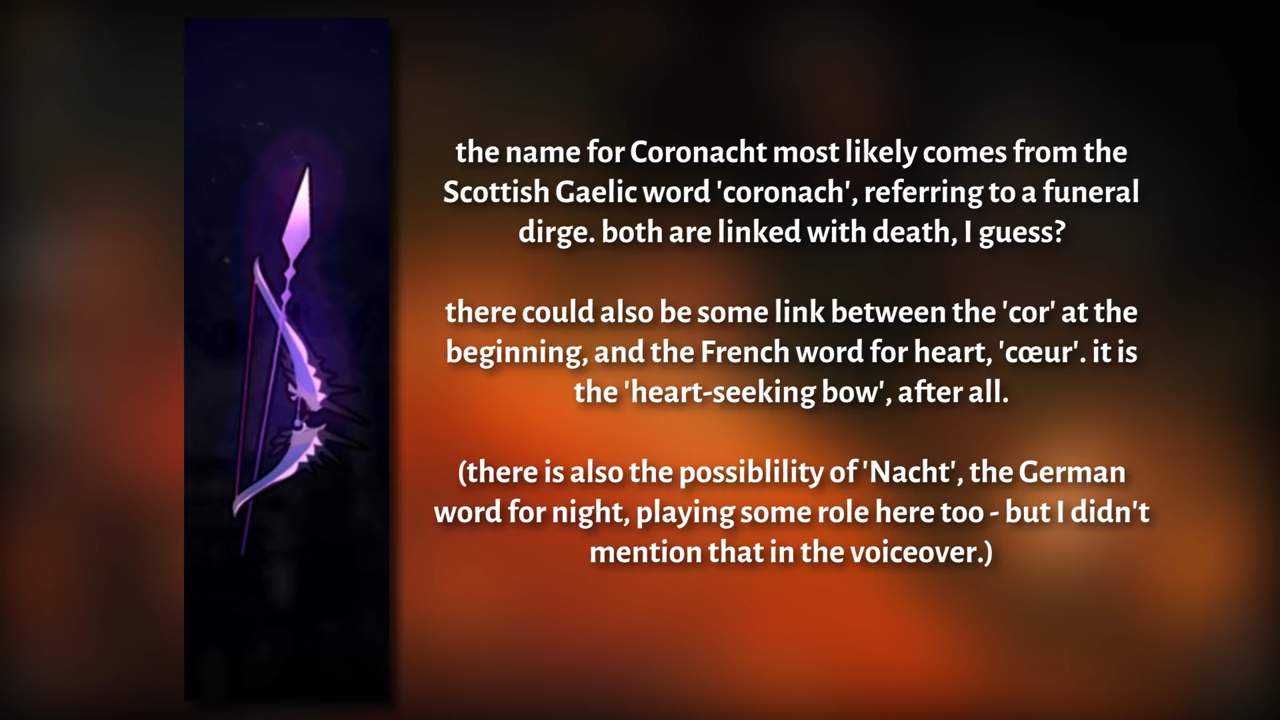 the name for Coronacht most likely comes from the
Scottish Gaelic word 'coronach', referring to a funeral
dirge. both are linked with death, I guess?
there could also be some link between the 'cor' at the
beginning, and the French word for heart, 'cœur'. it is
the 'heart-seeking bow', after all.
(there is also the possiblility of 'Nacht', the German
word for night, playing some role here too - but I didn't
mention that in the voiceover.)